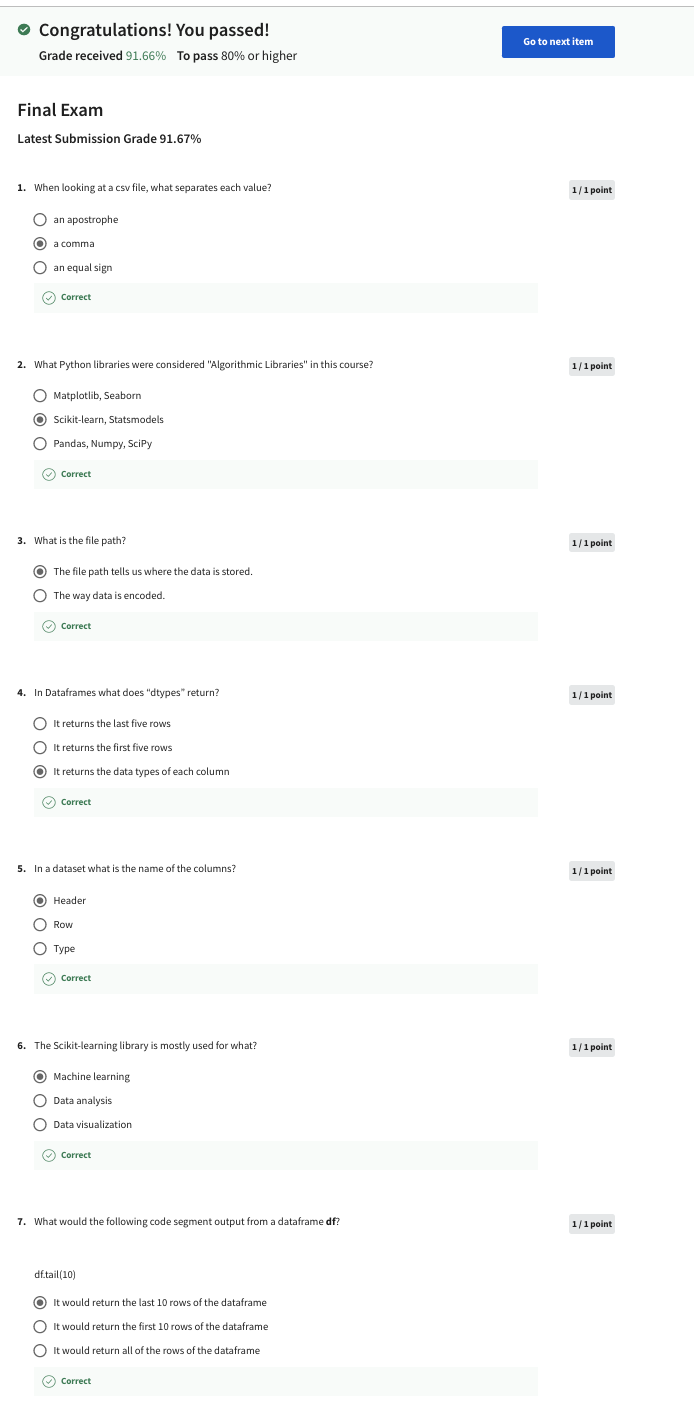 Congratulations! You passed!
Grade received 91.66% To pass 80% or higher
Go to next item
Final Exam
Latest Submission Grade 91.67%
1. When looking at a csv file, what separates each value?
1 / 1 point
an apostrophe
a comma
an equal sign
Correct
2. What Python libraries were considered "Algorithmic Libraries" in this course?
1 / 1 point
Matplotlib, Seaborn
Scikit-learn, Statsmodels
Pandas, Numpy, SciPy
Correct
3. What is the file path?
1 / 1 point
The file path tells us where the data is stored.
The way data is encoded.
Correct
4. In Dataframes what does “dtypes” return?
1 / 1 point
It returns the last five rows
It returns the first five rows
It returns the data types of each column
Correct
5. In a dataset what is the name of the columns?
1 / 1 point
Header
Row
Type
Correct
6. The Scikit-learning library is mostly used for what?
1 / 1 point
Machine learning
Data analysis
Data visualization
Correct
7. What would the following code segment output from a dataframe df?
1 / 1 point
df.tail(10)
It would return the last 10 rows of the dataframe
It would return the first 10 rows of the dataframe
It would return all of the rows of the dataframe
Correct